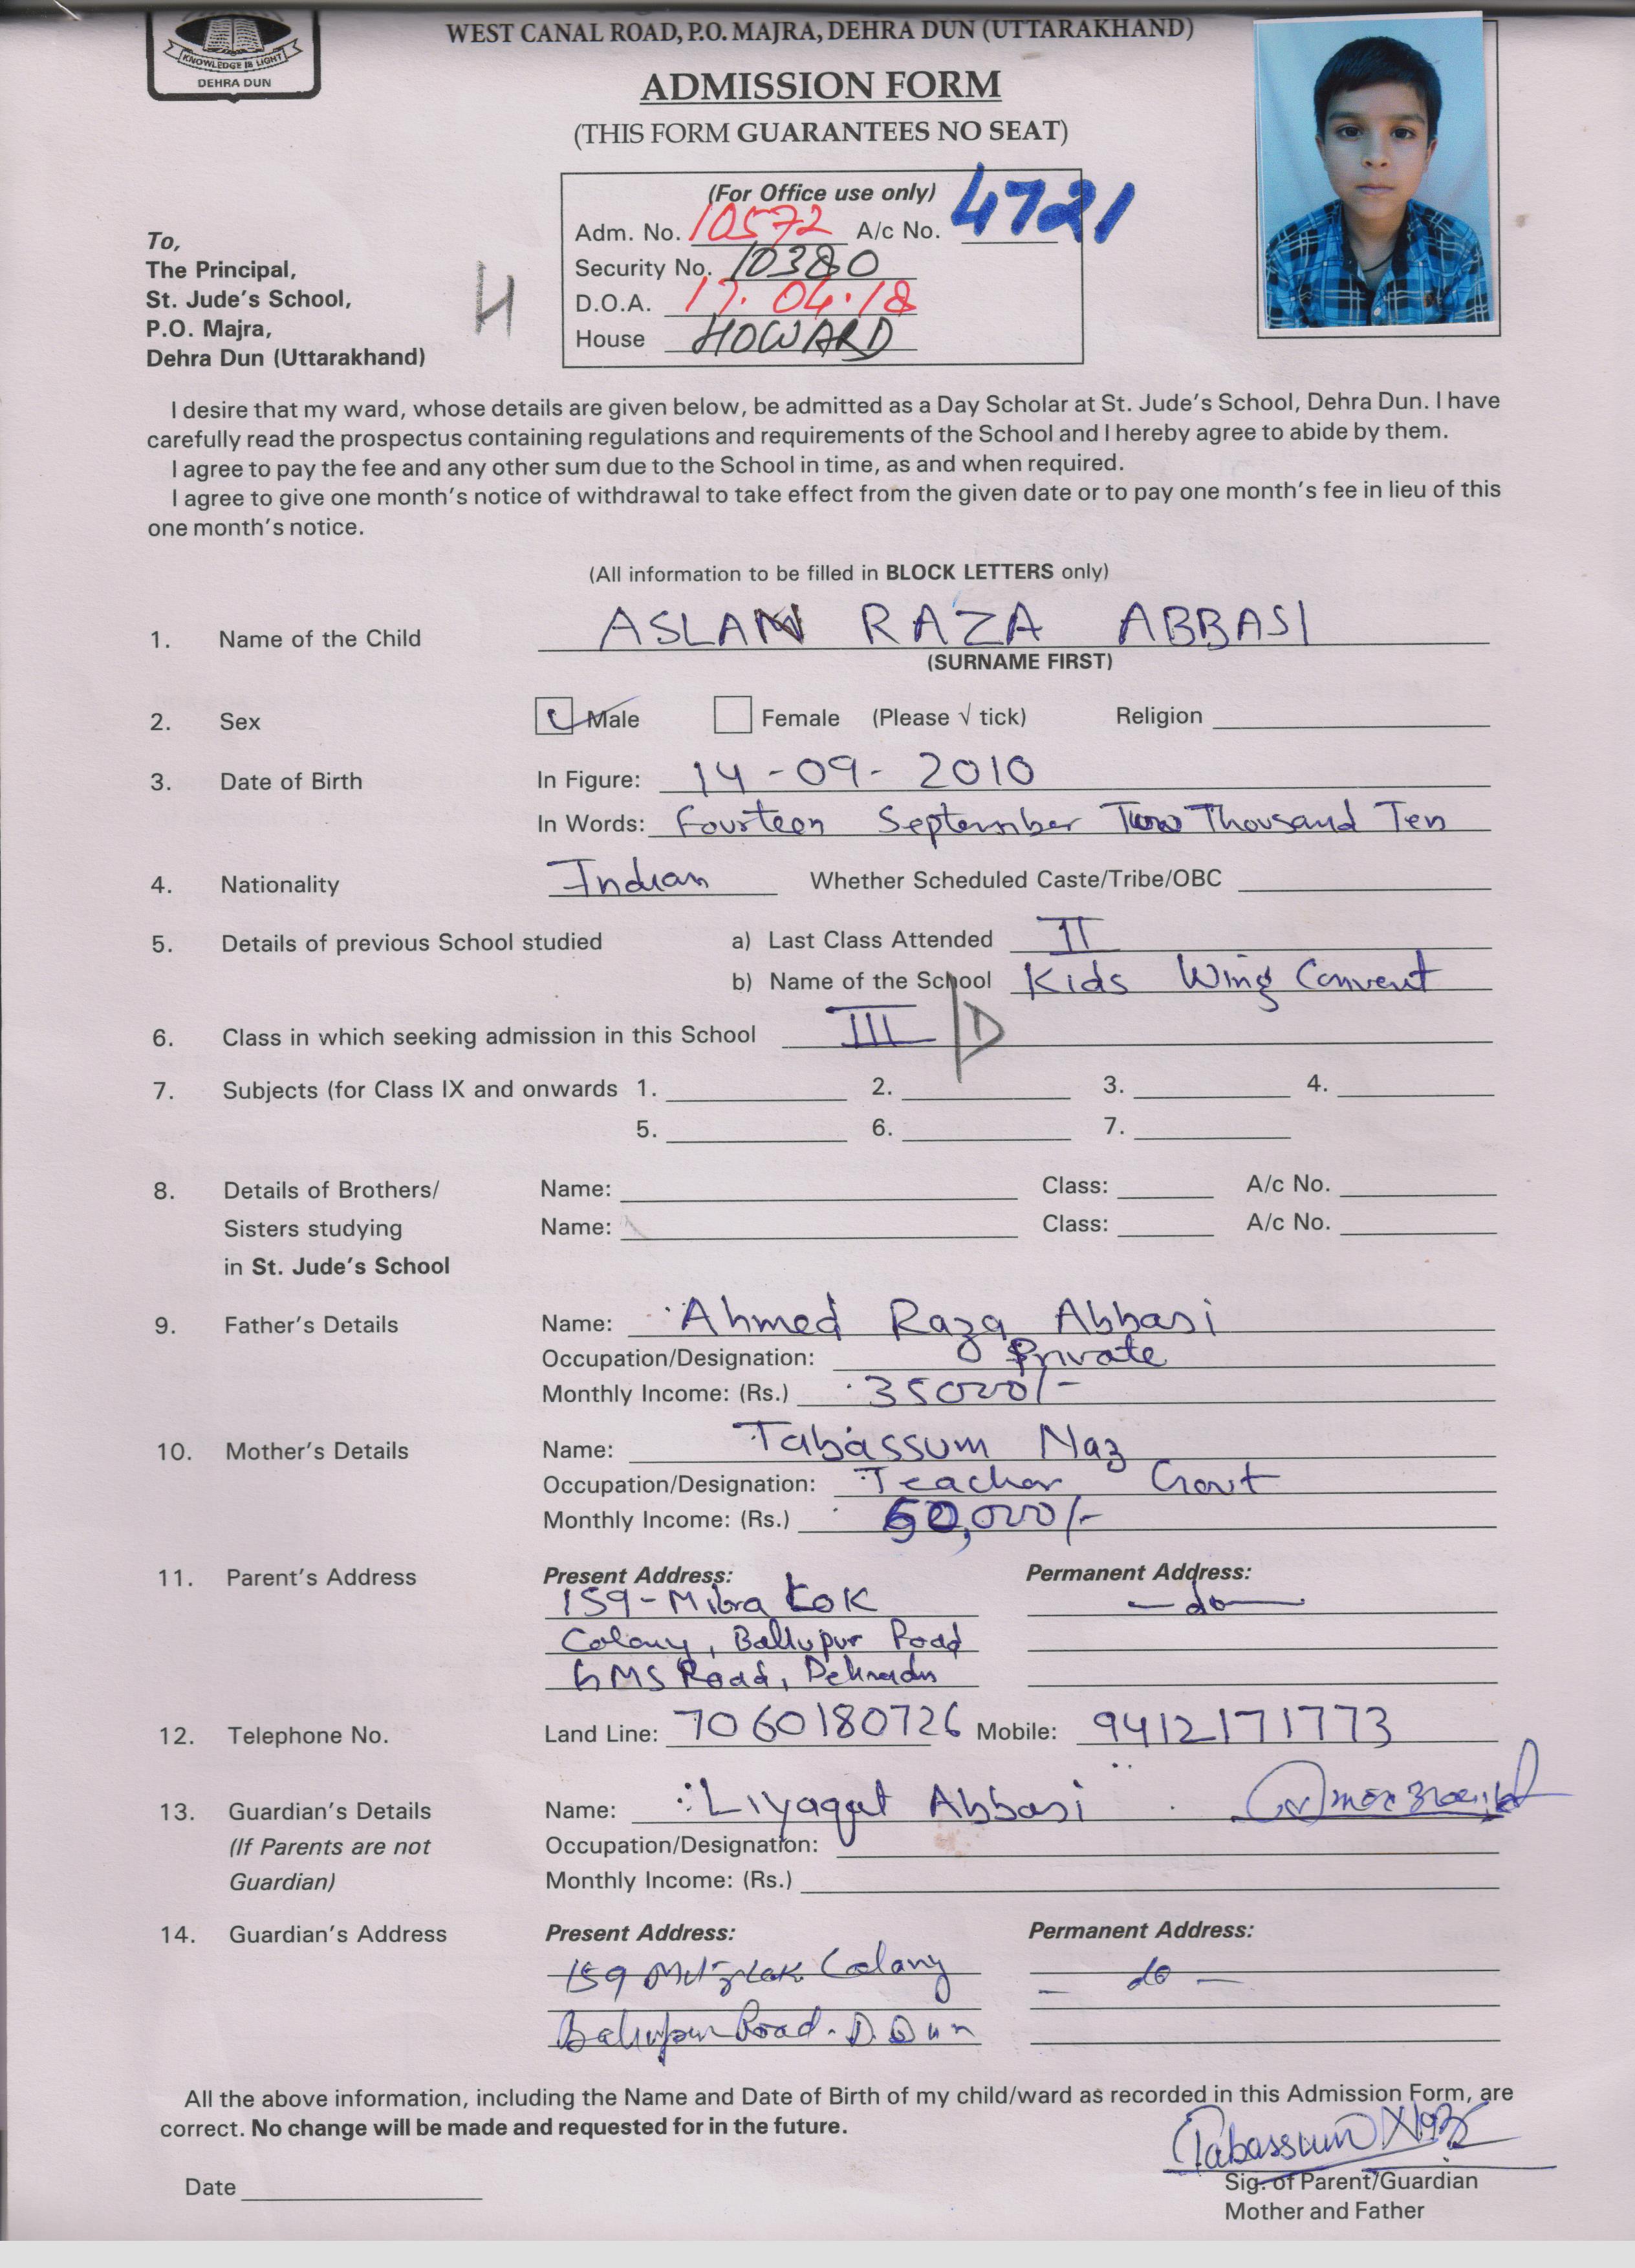 KNOWLEDGE IS LIGHT
DEHRA DUN
WEST CANAL ROAD, P.O. MAJRA, DEHRA DUN (UTTARAKHAND)
ADMISSION FORM
(THIS FORM GUARANTEES NO SEAT)
(For Office use only)
Adm. No. 10572 A/c No. 4721
Security No. 10380
D.O.A. 17.04.18
House HOWARD
H
To,
The Principal,
St. Jude's School,
P.O. Majra,
Dehra Dun (Uttarakhand)
I desire that my ward, whose details are given below, be admitted as a Day Scholar at St. Jude's School, Dehra Dun. I have
carefully read the prospectus containing regulations and requirements of the School and I hereby agree to abide by them.
I agree to pay the fee and any other sum due to the School in time, as and when required.
I agree to give one month's notice of withdrawal to take effect from the given date or to pay one month's fee in lieu of this
one month's notice.
(All information to be filled in BLOCK LETTERS only)
1. Name of the Child ASLAN RAZA ABBASI
(SURNAME FIRST)
2. Sex Male Female (Please √ tick) Religion
3. Date of Birth In Figure: 14-09-2010
In Words: Fourteen September Two Thousand Ten
4. Nationality Indian Whether Scheduled Caste/Tribe/OBC
5. Details of previous School studied a) Last Class Attended II
b) Name of the School Kids Wing Convent
6. Class in which seeking admission in this School III D
7. Subjects (for Class IX and onwards 1. 2. 3. 4.
5. 6. 7.
8. Details of Brothers/ Name: Class: A/c No.
Sisters studying Name: Class: A/c No.
in St. Jude's School
9. Father's Details Name: Ahmed Raza Abbasi
Occupation/Designation: Private
Monthly Income: (Rs.) 35000/-
10. Mother's Details Name: Tabassum Naz
Occupation/Designation: Teacher Govt
Monthly Income: (Rs.) 60,000/-
11. Parent's Address Present Address: Permanent Address:
159-Mitra Lok -do-
Colony, Ballupur Road
GMS Road, Dehradun
12. Telephone No. Land Line: 7060180726 Mobile: 9412171773
13. Guardian's Details Name: Liyaqat Abbasi
(If Parents are not Occupation/Designation:
Guardian) Monthly Income: (Rs.)
14. Guardian's Address Present Address: Permanent Address:
159 Mitralok Colony - do -
Ballupur Road. D. Dun
All the above information, including the Name and Date of Birth of my child/ward as recorded in this Admission Form, are
correct. No change will be made and requested for in the future.
Tabassum Naz
Date Sig. of Parent/Guardian
Mother and Father